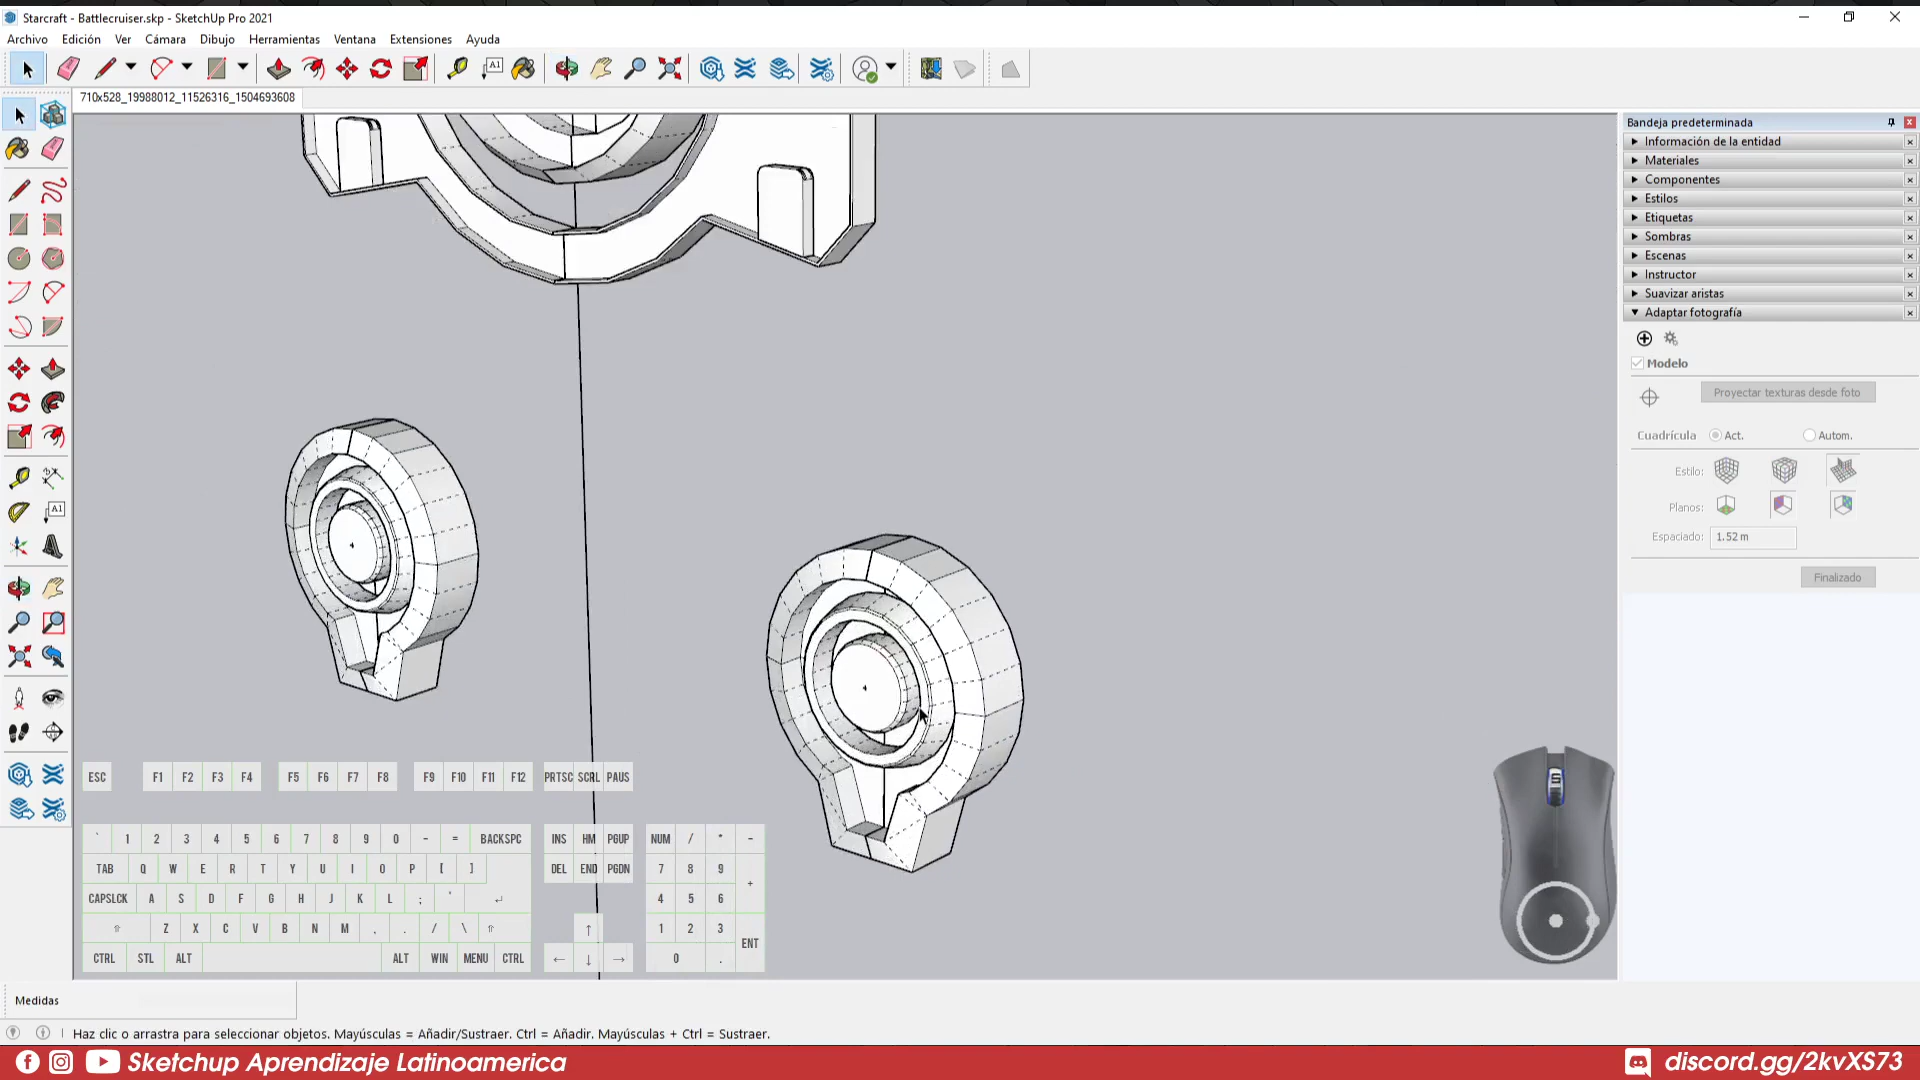 Starcraft - Battlecruiser.skp - SketchUp Pro 2021
Archivo Edición Ver Cámara Dibujo Herramientas Ventana Extensiones Ayuda
A1
710x528_19988012_11526316_1504693608
Bandeja predeterminada
Información de la entidad
Materiales
Componentes
Estilos
Etiquetas
Sombras
Escenas
Instructor
Suavizar aristas
Adaptar fotografía
Modelo
Proyectar texturas desde foto
Cuadrícula Act. Autom.
Estilo:
Planos:
Espaciado: 1.52 m
Finalizado
A1
ESC F1 F2 F3 F4 F5 F6 F7 F8 F9 F10 F11 F12 PRTSC SCRL PAUS
` 1 2 3 4 5 6 7 8 9 0 - = BACKSPC INS HM PGUP NUM / * -
TAB Q W E R T Y U I O P [ ] DEL END PGDN 7 8 9 +
CAPSLCK A S D F G H J K L ; ' ↵ 4 5 6
⇧ Z X C V B N M , . / \ ⇧ ↑ 1 2 3 ENT
CTRL STL ALT ALT WIN MENU CTRL ← ↓ → 0 .
S
Medidas
Haz clic o arrastra para seleccionar objetos. Mayúsculas = Añadir/Sustraer. Ctrl = Añadir. Mayúsculas + Ctrl = Sustraer.
Sketchup Aprendizaje Latinoamerica
discord.gg/2kvXS73